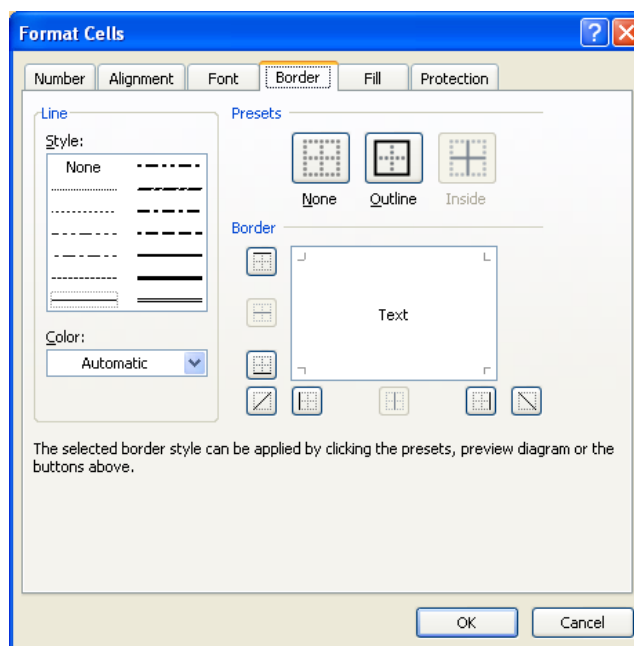 Format Cells
Number Alignment Font Border Fill Protection
Line
Presets
Style:
None
None Outline Inside
Border
Text
Color:
Automatic
The selected border style can be applied by clicking the presets, preview diagram or the
buttons above.
OK Cancel